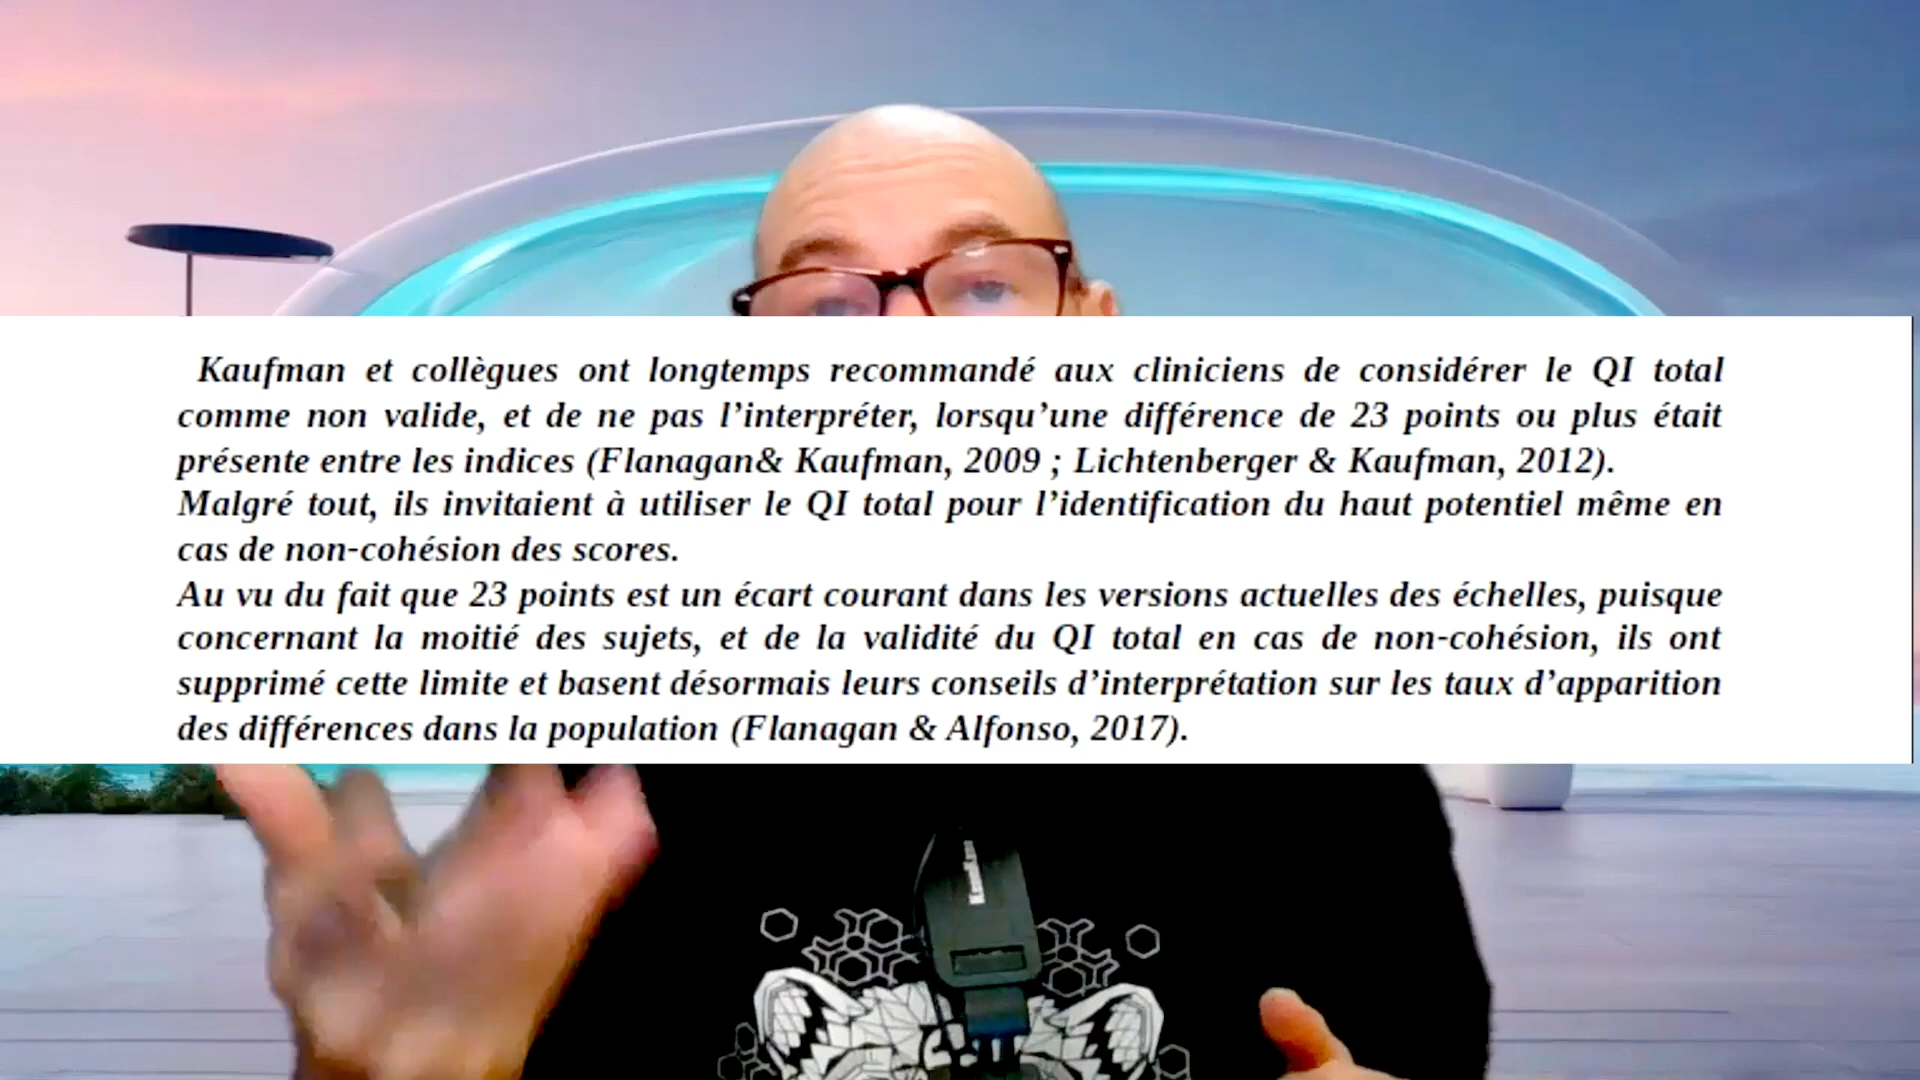 Kaufman et collègues ont longtemps recommandé aux cliniciens de considérer le QI total
comme non valide, et de ne pas l’interpréter, lorsqu’une différence de 23 points ou plus était
présente entre les indices (Flanagan& Kaufman, 2009 ; Lichtenberger & Kaufman, 2012).
Malgré tout, ils invitaient à utiliser le QI total pour l’identification du haut potentiel même en
cas de non-cohésion des scores.
Au vu du fait que 23 points est un écart courant dans les versions actuelles des échelles, puisque
concernant la moitié des sujets, et de la validité du QI total en cas de non-cohésion, ils ont
supprimé cette limite et basent désormais leurs conseils d’interprétation sur les taux d’apparition
des différences dans la population (Flanagan & Alfonso, 2017).